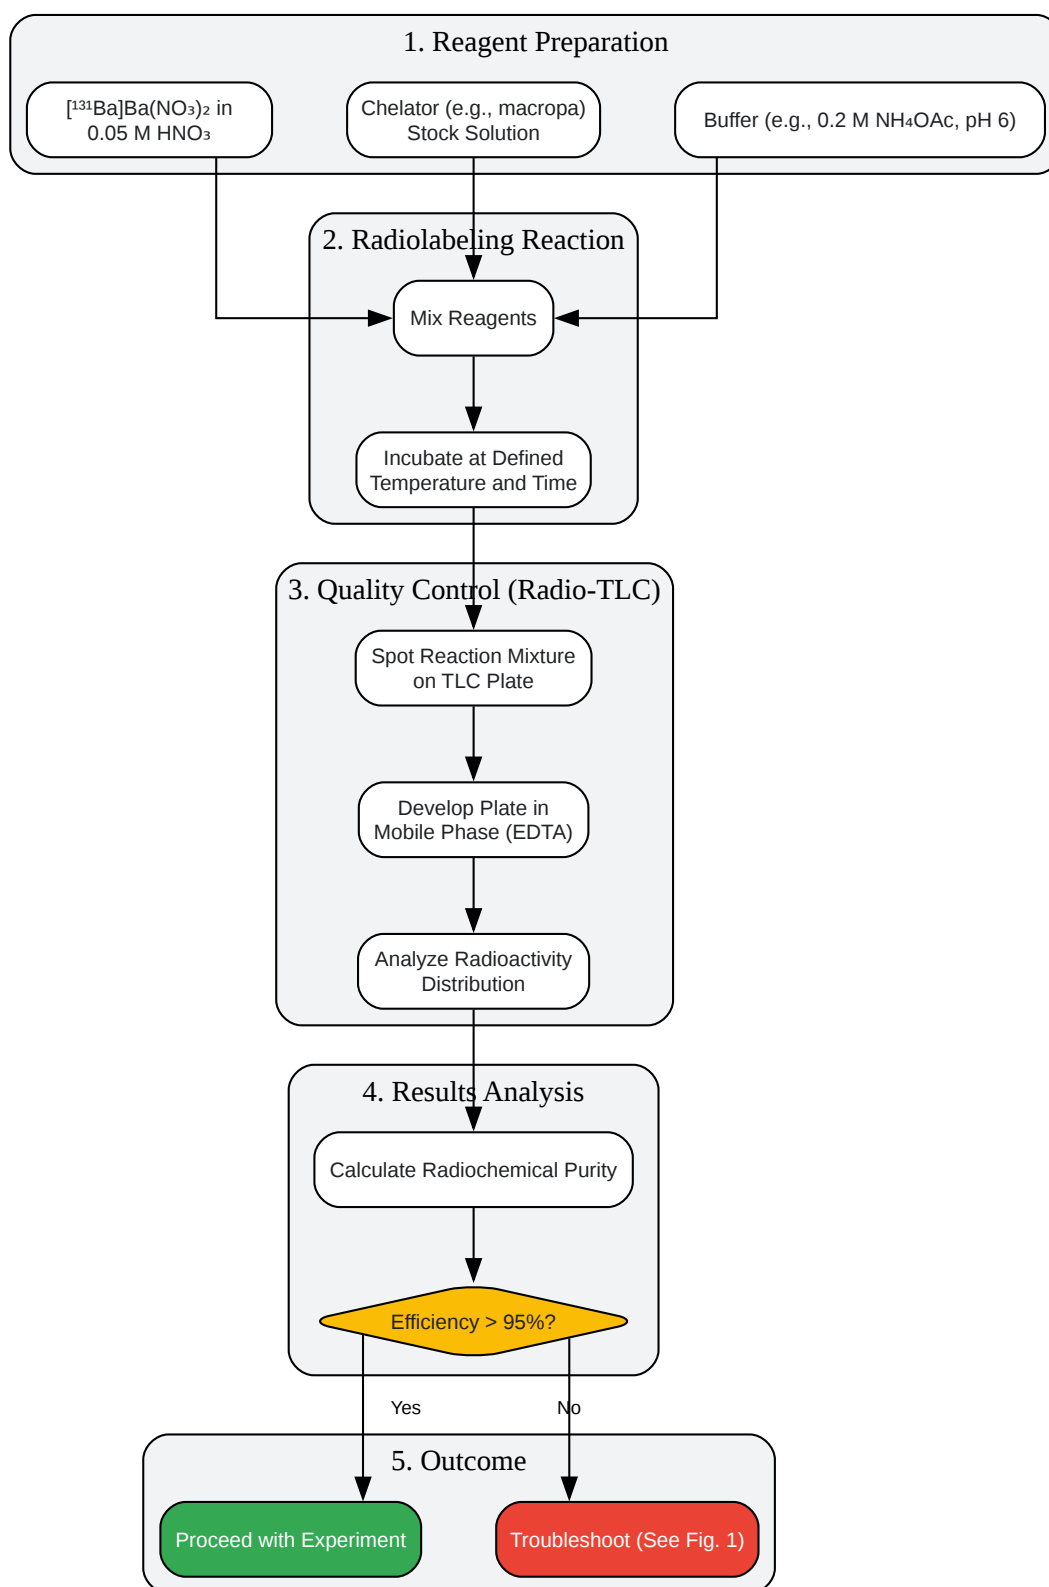 1. Reagent Preparation
[¹³¹Ba]Ba(NO₃)₂ in
0.05 M HNO₃
Chelator (e.g., macropa)
Stock Solution
Buffer (e.g., 0.2 M NH₄OAc, pH 6)
2. Radiolabeling Reaction
Mix Reagents
Incubate at Defined
Temperature and Time
3. Quality Control (Radio-TLC)
Spot Reaction Mixture
on TLC Plate
Develop Plate in
Mobile Phase (EDTA)
Analyze Radioactivity
Distribution
4. Results Analysis
Calculate Radiochemical Purity
Efficiency > 95%?
Yes
No
5. Outcome
Proceed with Experiment
Troubleshoot (See Fig. 1)